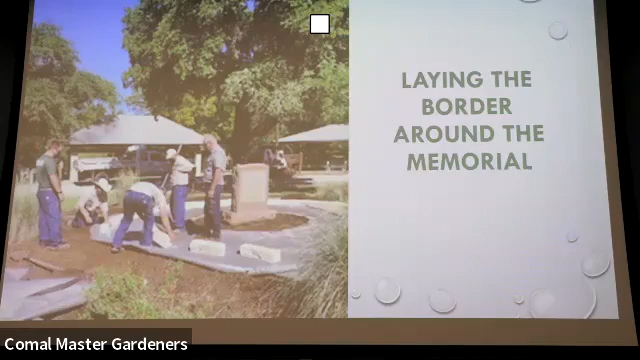 LAYING THE
BORDER
AROUND THE
MEMORIAL
Comal Master Gardeners